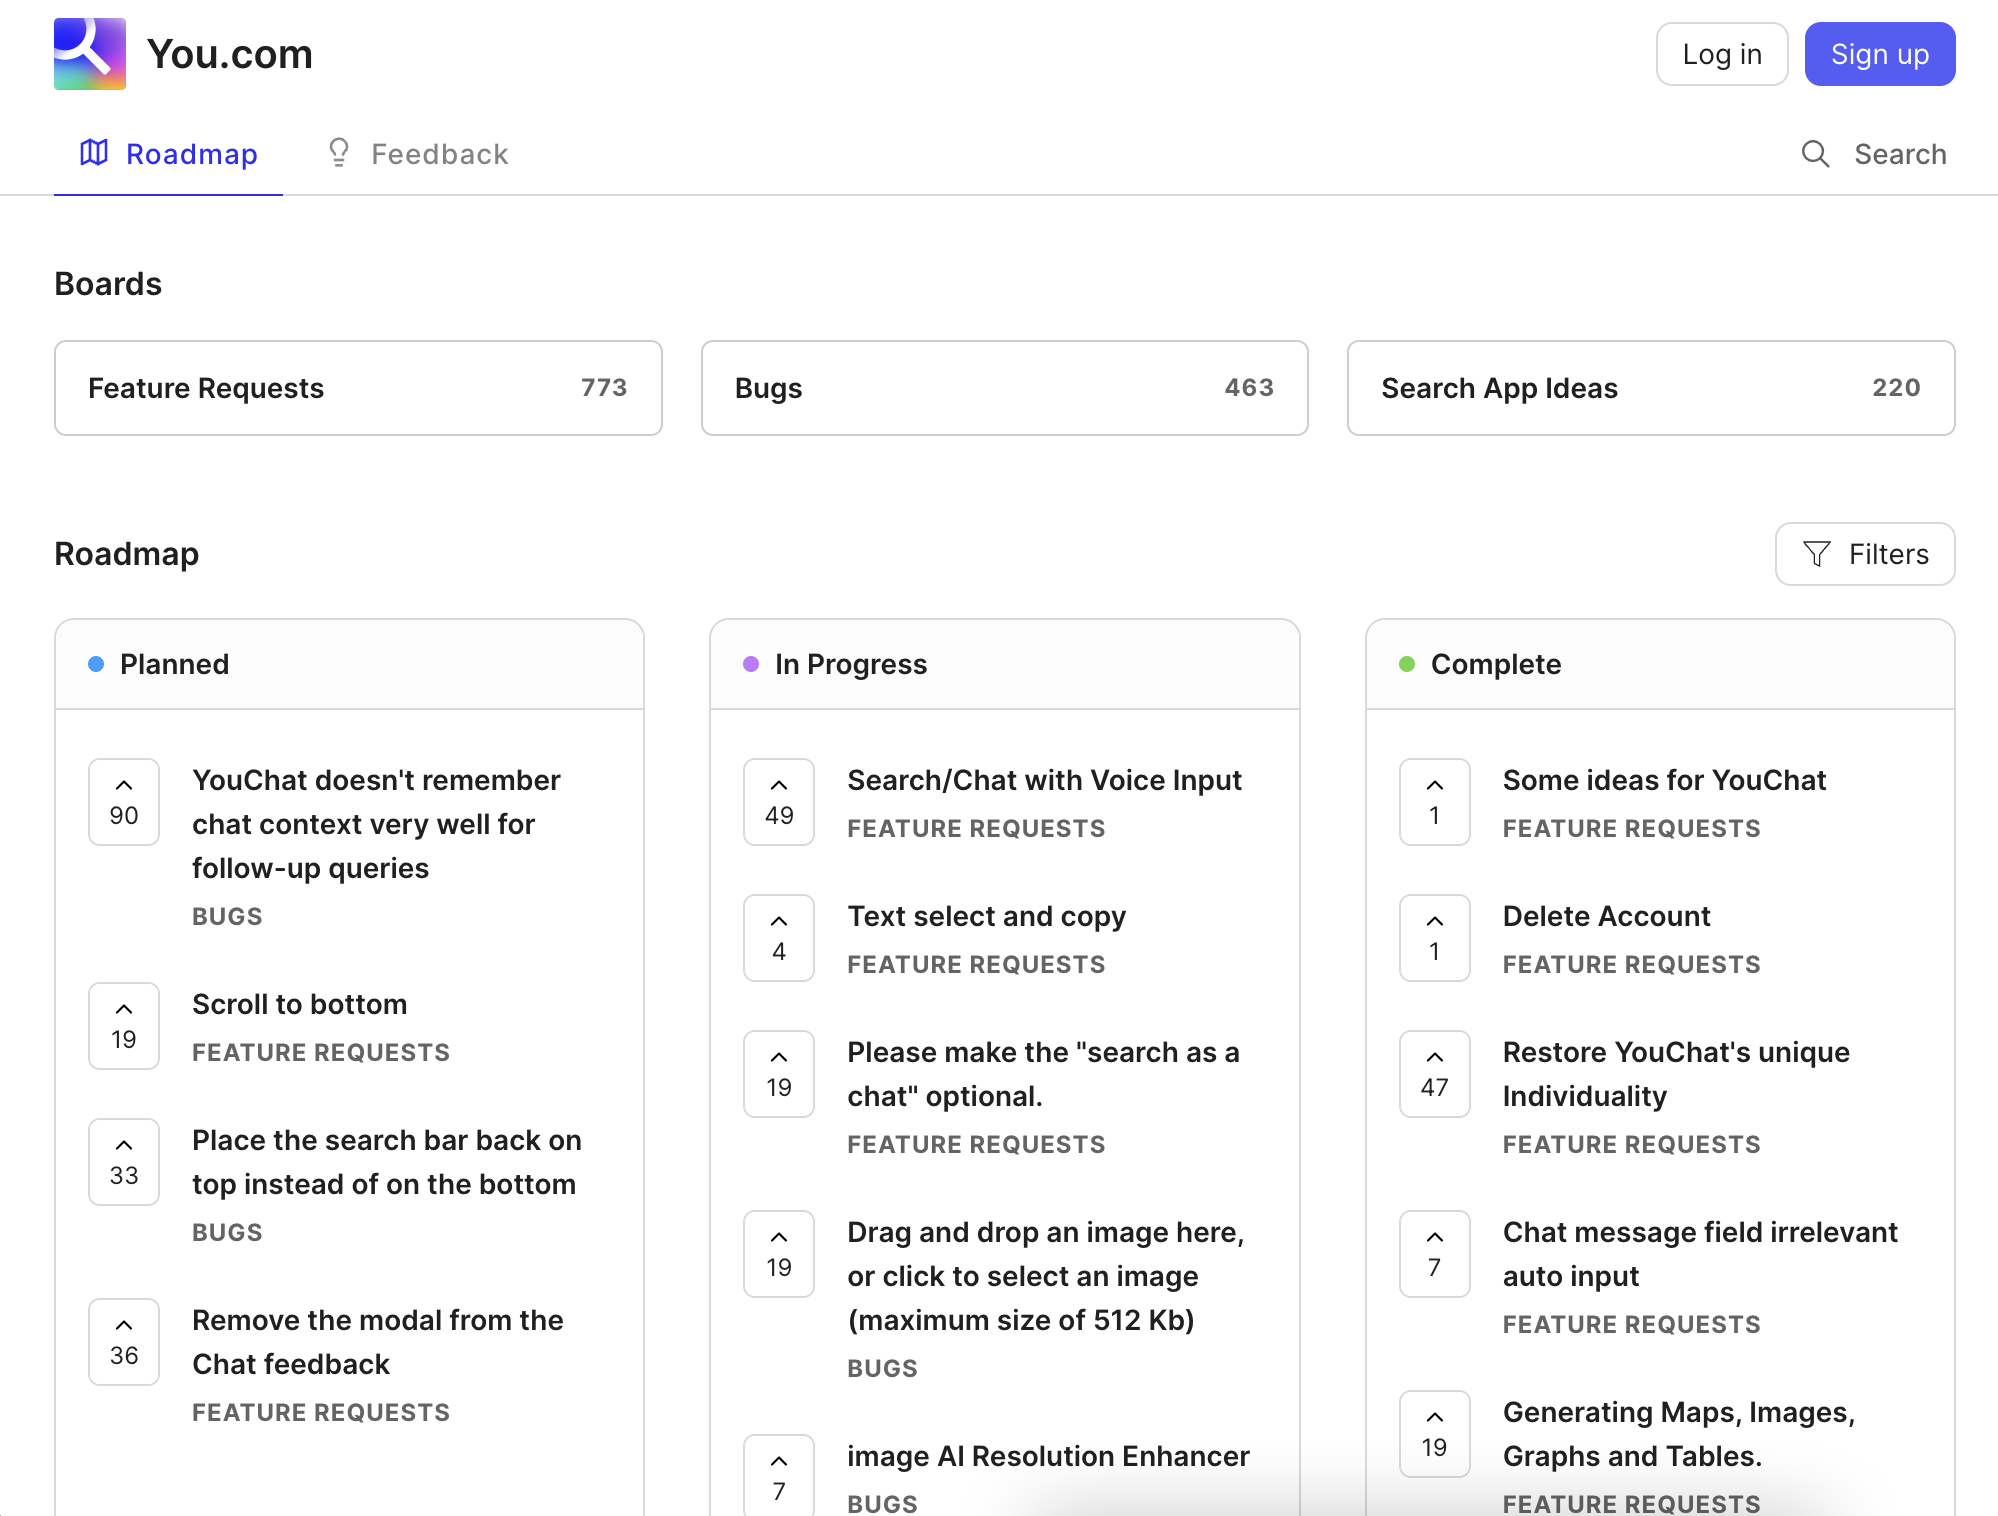 You.com
Log in
Sign up
Roadmap
Feedback
Search
Boards
Feature Requests
773
Bugs
463
Search App Ideas
220
Roadmap
Filters
Planned
90
YouChat doesn't remember
chat context very well for
follow-up queries
BUGS
19
Scroll to bottom
FEATURE REQUESTS
33
Place the search bar back on
top instead of on the bottom
BUGS
36
Remove the modal from the
Chat feedback
FEATURE REQUESTS
In Progress
49
Search/Chat with Voice Input
FEATURE REQUESTS
4
Text select and copy
FEATURE REQUESTS
19
Please make the "search as a
chat" optional.
FEATURE REQUESTS
19
Drag and drop an image here,
or click to select an image
(maximum size of 512 Kb)
BUGS
7
image AI Resolution Enhancer
BUGS
Complete
1
Some ideas for YouChat
FEATURE REQUESTS
1
Delete Account
FEATURE REQUESTS
47
Restore YouChat's unique
Individuality
FEATURE REQUESTS
7
Chat message field irrelevant
auto input
FEATURE REQUESTS
19
Generating Maps, Images,
Graphs and Tables.
FEATURE REQUESTS